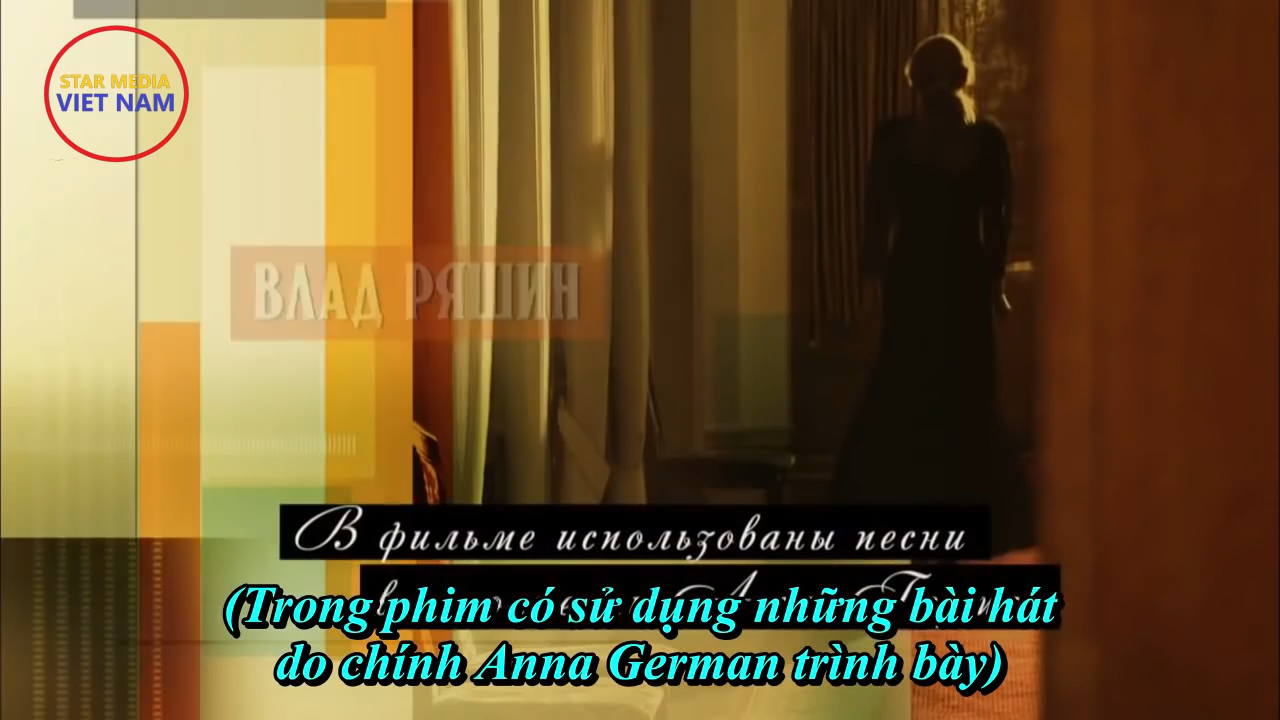 STAR MEDIA
VIET NAM
ВЛАД РЯШИН
В фильме использованы песни
(Trong phim có sử dụng những bài hát
do chính Anna German trình bày)